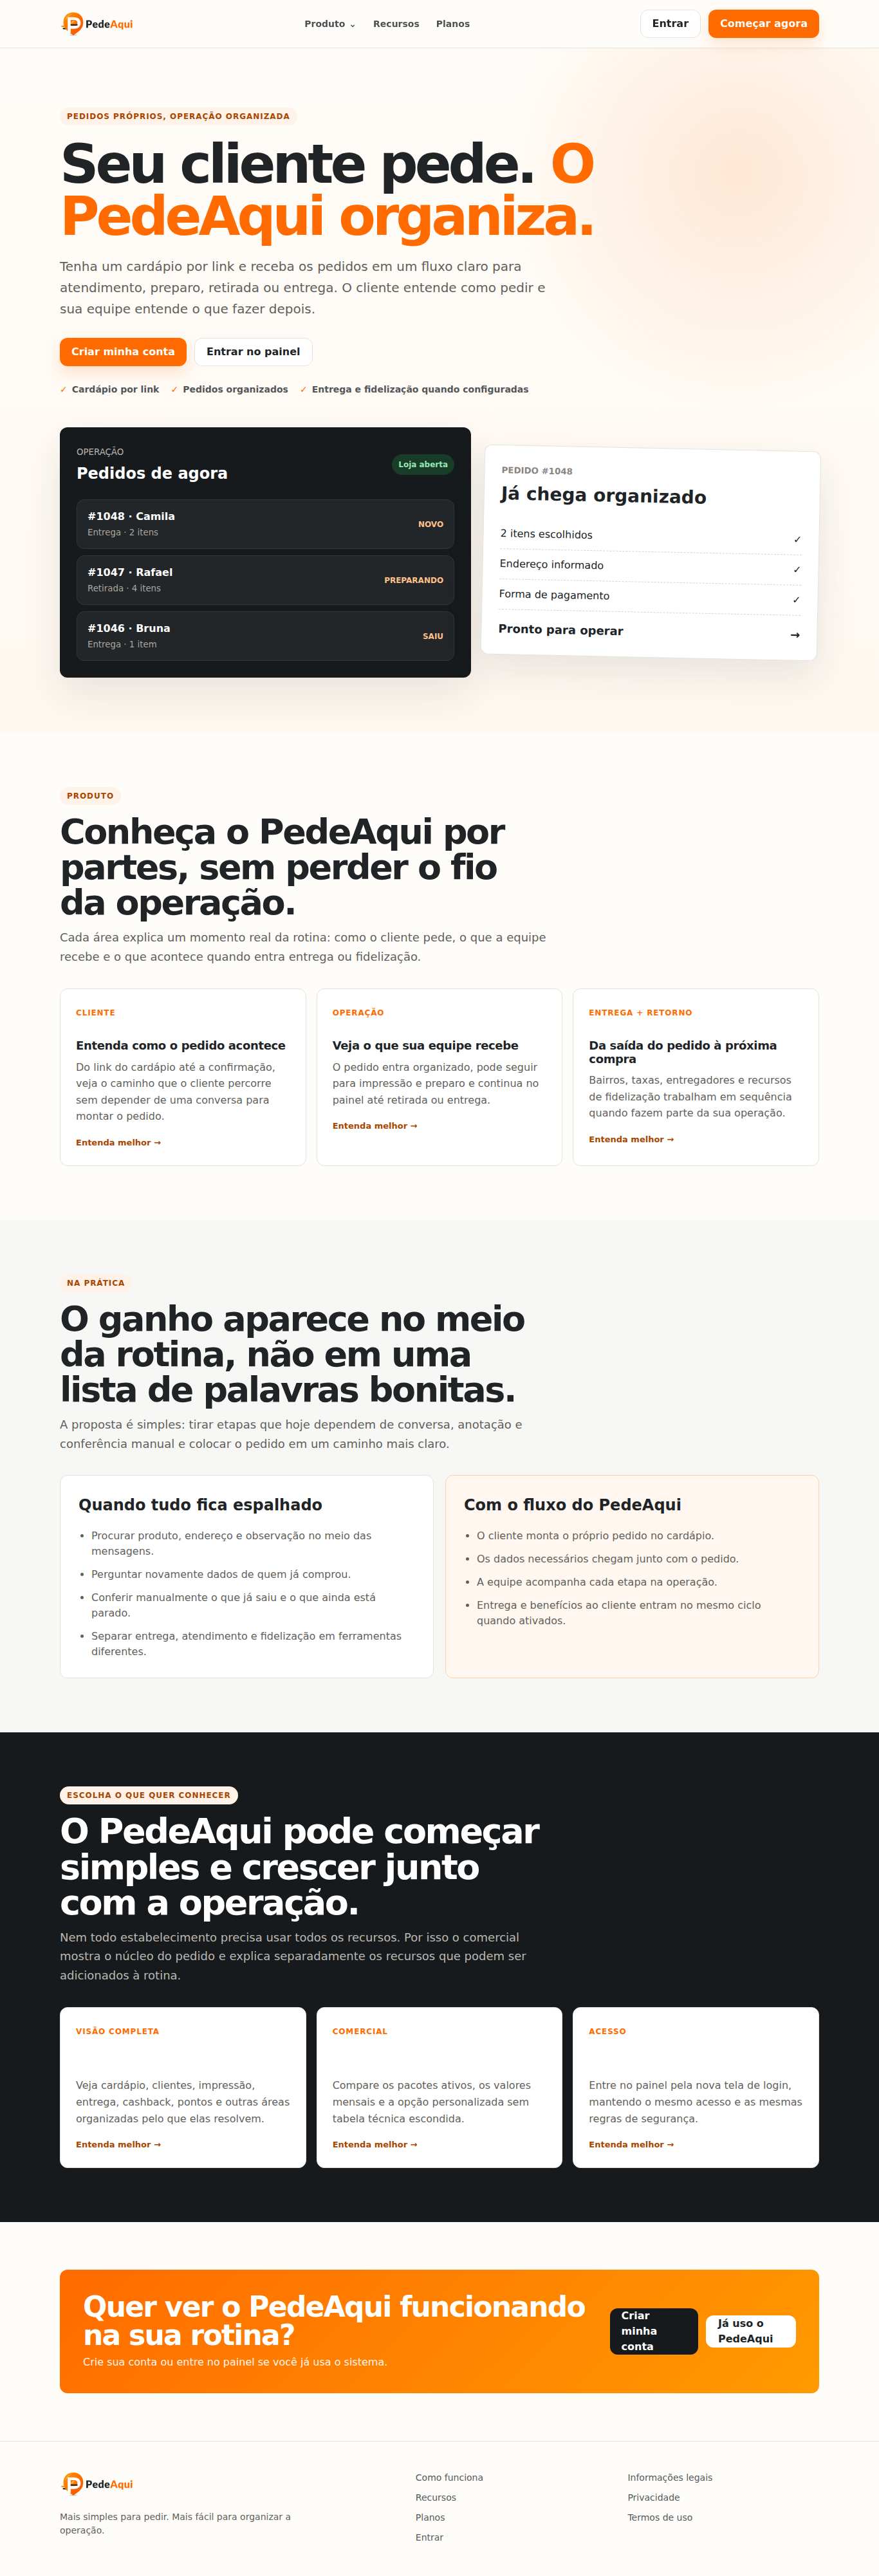 PedeAqui
Produto ⌄
Recursos
Planos
Entrar
Começar agora
PEDIDOS PRÓPRIOS, OPERAÇÃO ORGANIZADA
Seu cliente pede. O
PedeAqui organiza.
Tenha um cardápio por link e receba os pedidos em um fluxo claro para
atendimento, preparo, retirada ou entrega. O cliente entende como pedir e
sua equipe entende o que fazer depois.
Criar minha conta
Entrar no painel
✓ Cardápio por link
✓ Pedidos organizados
✓ Entrega e fidelização quando configuradas
OPERAÇÃO
Pedidos de agora
Loja aberta
#1048 · Camila
Entrega · 2 itens
NOVO
#1047 · Rafael
Retirada · 4 itens
PREPARANDO
#1046 · Bruna
Entrega · 1 item
SAIU
PEDIDO #1048
Já chega organizado
2 itens escolhidos ✓
Endereço informado ✓
Forma de pagamento ✓
Pronto para operar →
PRODUTO
Conheça o PedeAqui por
partes, sem perder o fio
da operação.
Cada área explica um momento real da rotina: como o cliente pede, o que a equipe
recebe e o que acontece quando entra entrega ou fidelização.
CLIENTE
Entenda como o pedido acontece
Do link do cardápio até a confirmação,
veja o caminho que o cliente percorre
sem depender de uma conversa para
montar o pedido.
Entenda melhor →
OPERAÇÃO
Veja o que sua equipe recebe
O pedido entra organizado, pode seguir
para impressão e preparo e continua no
painel até retirada ou entrega.
Entenda melhor →
ENTREGA + RETORNO
Da saída do pedido à próxima
compra
Bairros, taxas, entregadores e recursos
de fidelização trabalham em sequência
quando fazem parte da sua operação.
Entenda melhor →
NA PRÁTICA
O ganho aparece no meio
da rotina, não em uma
lista de palavras bonitas.
A proposta é simples: tirar etapas que hoje dependem de conversa, anotação e
conferência manual e colocar o pedido em um caminho mais claro.
Quando tudo fica espalhado
• Procurar produto, endereço e observação no meio das
mensagens.
• Perguntar novamente dados de quem já comprou.
• Conferir manualmente o que já saiu e o que ainda está
parado.
• Separar entrega, atendimento e fidelização em ferramentas
diferentes.
Com o fluxo do PedeAqui
• O cliente monta o próprio pedido no cardápio.
• Os dados necessários chegam junto com o pedido.
• A equipe acompanha cada etapa na operação.
• Entrega e benefícios ao cliente entram no mesmo ciclo
quando ativados.
ESCOLHA O QUE QUER CONHECER
O PedeAqui pode começar
simples e crescer junto
com a operação.
Nem todo estabelecimento precisa usar todos os recursos. Por isso o comercial
mostra o núcleo do pedido e explica separadamente os recursos que podem ser
adicionados à rotina.
VISÃO COMPLETA
Veja cardápio, clientes, impressão,
entrega, cashback, pontos e outras áreas
organizadas pelo que elas resolvem.
Entenda melhor →
COMERCIAL
Compare os pacotes ativos, os valores
mensais e a opção personalizada sem
tabela técnica escondida.
Entenda melhor →
ACESSO
Entre no painel pela nova tela de login,
mantendo o mesmo acesso e as mesmas
regras de segurança.
Entenda melhor →
Quer ver o PedeAqui funcionando
na sua rotina?
Crie sua conta ou entre no painel se você já usa o sistema.
Criar
minha
conta
Já uso o
PedeAqui
PedeAqui
Mais simples para pedir. Mais fácil para organizar a
operação.
Como funciona
Recursos
Planos
Entrar
Informações legais
Privacidade
Termos de uso